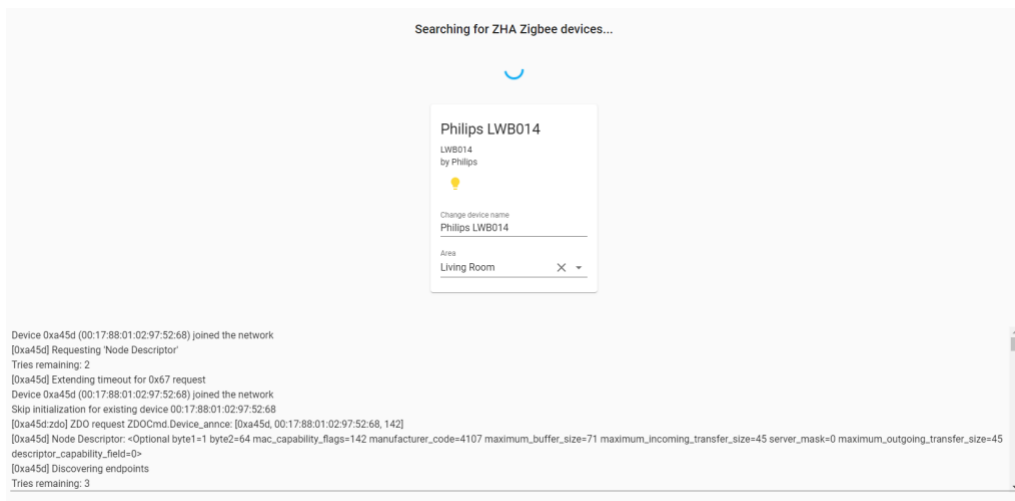 Searching for ZHA Zigbee devices...
Philips LWB014
LWB014
by Philips
Change device name
Philips LWB014
Area
Living Room
Device 0xa45d (00:17:88:01:02:97:52:68) joined the network
[0xa45d] Requesting 'Node Descriptor'
Tries remaining: 2
[0xa45d] Extending timeout for 0x67 request
Device 0xa45d (00:17:88:01:02:97:52:68) joined the network
Skip initialization for existing device 00:17:88:01:02:97:52:68
[0xa45d:zdo] ZDO request ZDOCmd.Device_annce: [0xa45d, 00:17:88:01:02:97:52:68, 142]
[0xa45d] Node Descriptor: <Optional byte1=1 byte2=64 mac_capability_flags=142 manufacturer_code=4107 maximum_buffer_size=71 maximum_incoming_transfer_size=45 server_mask=0 maximum_outgoing_transfer_size=45
descriptor_capability_field=0>
[0xa45d] Discovering endpoints
Tries remaining: 3